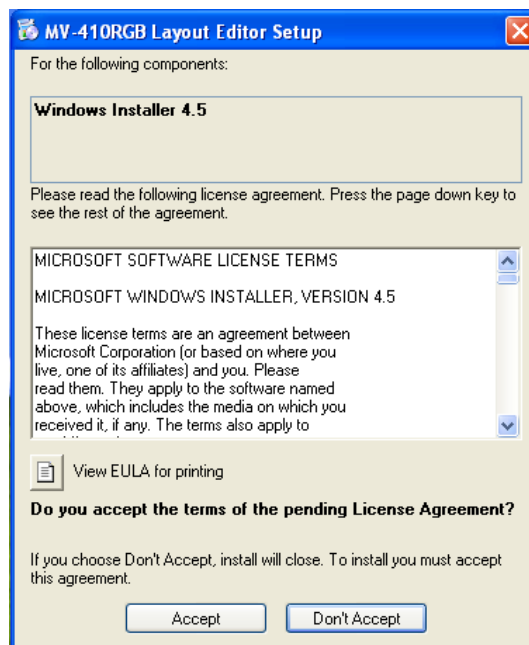 MV-410RGB Layout Editor Setup
For the following components:
Windows Installer 4.5
Please read the following license agreement. Press the page down key to
see the rest of the agreement.
MICROSOFT SOFTWARE LICENSE TERMS
MICROSOFT WINDOWS INSTALLER, VERSION 4.5
These license terms are an agreement between
Microsoft Corporation (or based on where you
live, one of its affiliates) and you. Please
read them. They apply to the software named
above, which includes the media on which you
received it, if any. The terms also apply to
View EULA for printing
Do you accept the terms of the pending License Agreement?
If you choose Don't Accept, install will close. To install you must accept
this agreement.
Accept
Don't Accept